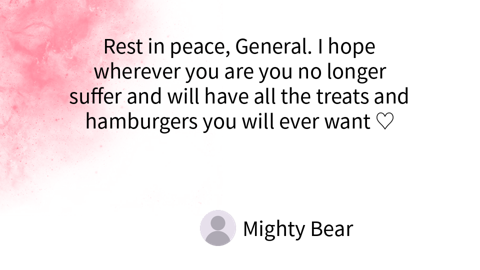 Rest in peace, General. I hope
wherever you are you no longer
suffer and will have all the treats and
hamburgers you will ever want ♡
Mighty Bear